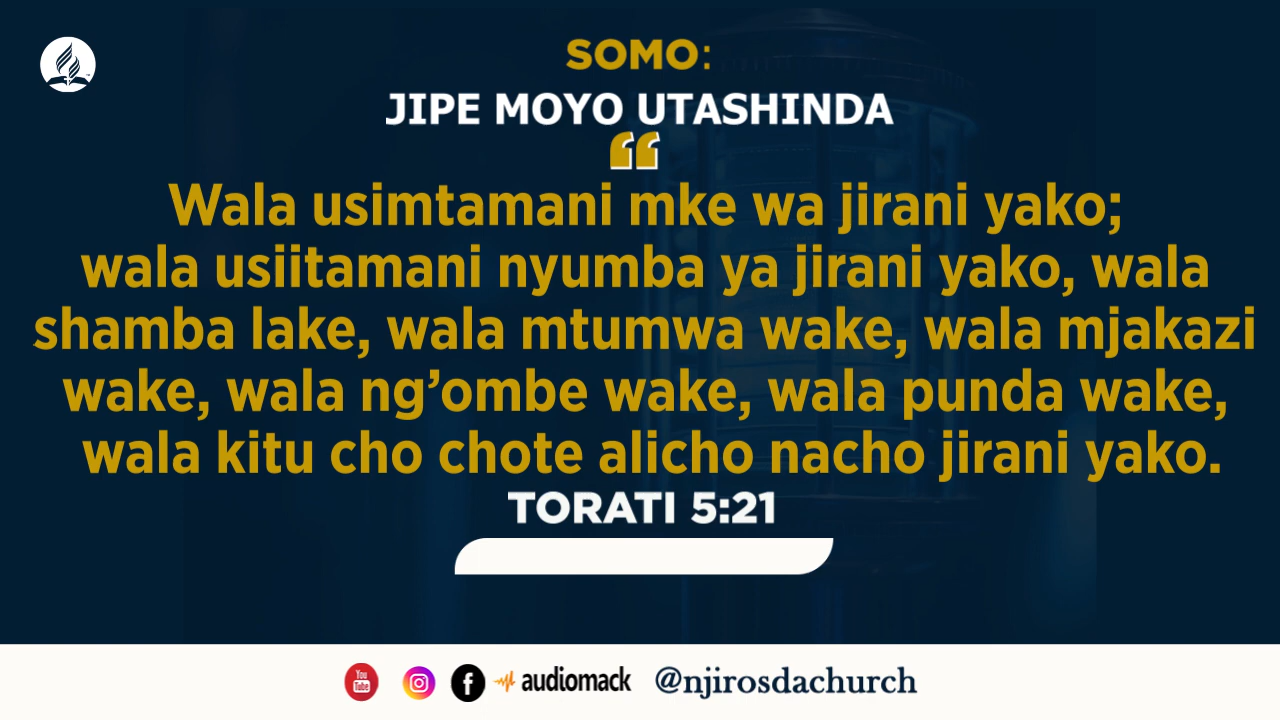 SOMO:
JIPE MOYO UTASHINDA
Wala usimtamani mke wa jirani yako;
wala usiitamani nyumba ya jirani yako, wala
shamba lake, wala mtumwa wake, wala mjakazi
wake, wala ng’ombe wake, wala punda wake,
wala kitu cho chote alicho nacho jirani yako.
TORATI 5:21
You Tube audiomack @njirosdachurch